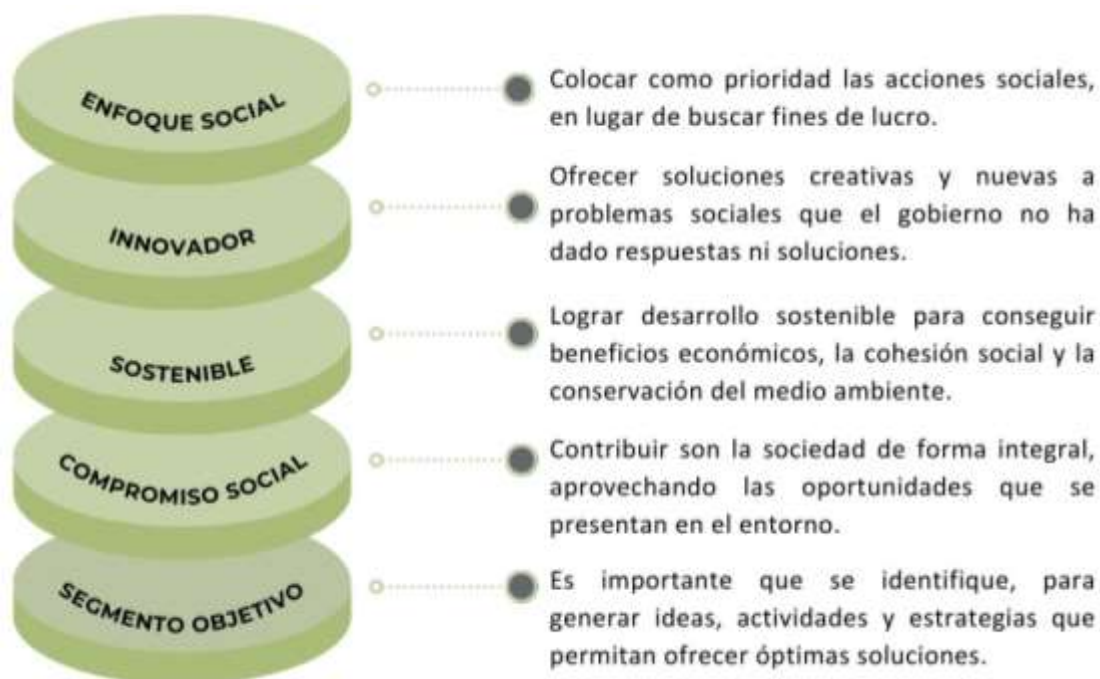 ENFOQUE SOCIAL
Colocar como prioridad las acciones sociales,
en lugar de buscar fines de lucro.
INNOVADOR
Ofrecer soluciones creativas y nuevas a
problemas sociales que el gobierno no ha
dado respuestas ni soluciones.
SOSTENIBLE
Lograr desarrollo sostenible para conseguir
beneficios económicos, la cohesión social y la
conservación del medio ambiente.
COMPROMISO SOCIAL
Contribuir son la sociedad de forma integral,
aprovechando las oportunidades que se
presentan en el entorno.
SEGMENTO OBJETIVO
Es importante que se identifique, para
generar ideas, actividades y estrategias que
permitan ofrecer óptimas soluciones.